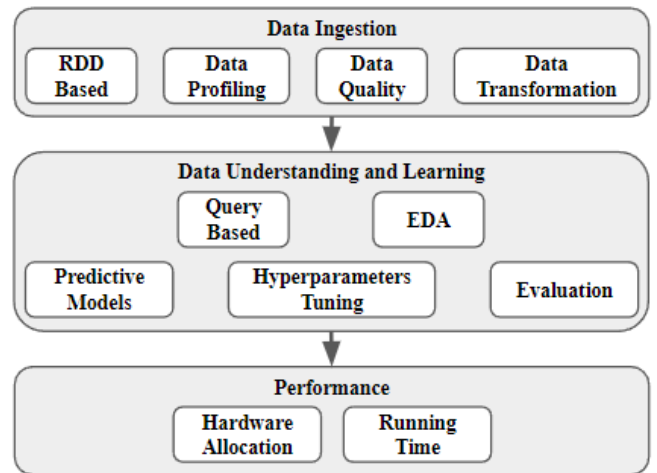 Data Ingestion
RDD
Based
Data
Profiling
Data
Quality
Data
Transformation
Data Understanding and Learning
Query
Based
EDA
Predictive
Models
Hyperparameters
Tuning
Evaluation
Performance
Hardware
Allocation
Running
Time